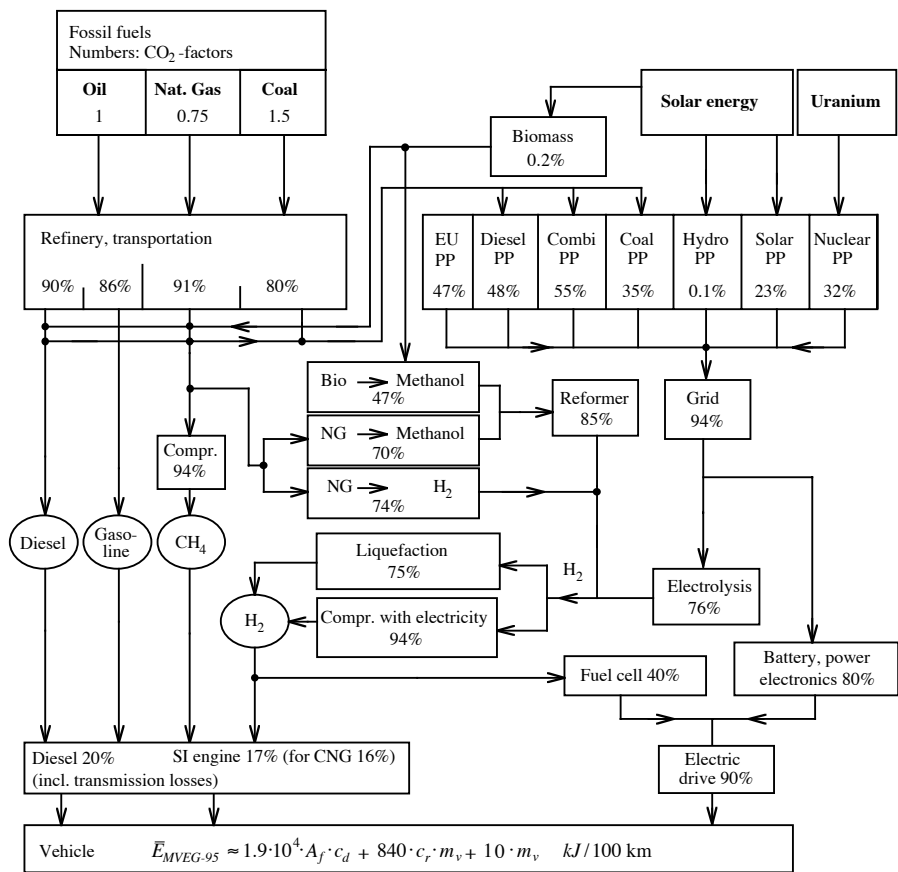 Fossil fuels
Numbers: CO₂ -factors
Oil
1
Nat. Gas
0.75
Coal
1.5
Solar energy
Uranium
Biomass
0.2%
Refinery, transportation
90%
86%
91%
80%
EU
PP
47%
Diesel
PP
48%
Combi
PP
55%
Coal
PP
35%
Hydro
PP
0.1%
Solar
PP
23%
Nuclear
PP
32%
Bio Methanol
47%
NG Methanol
70%
NG H₂
74%
Reformer
85%
Grid
94%
Compr.
94%
Diesel
Gaso-
line
CH₄
Liquefaction
75%
H₂
Compr. with electricity
94%
H₂
Electrolysis
76%
Fuel cell 40%
Battery, power
electronics 80%
Diesel 20% SI engine 17% (for CNG 16%)
(incl. transmission losses)
Electric
drive 90%
Vehicle Ē_MVEG-95 ≈ 1.9·10⁴·A_f·c_d + 840·c_r·m_v + 10·m_v kJ/100 km